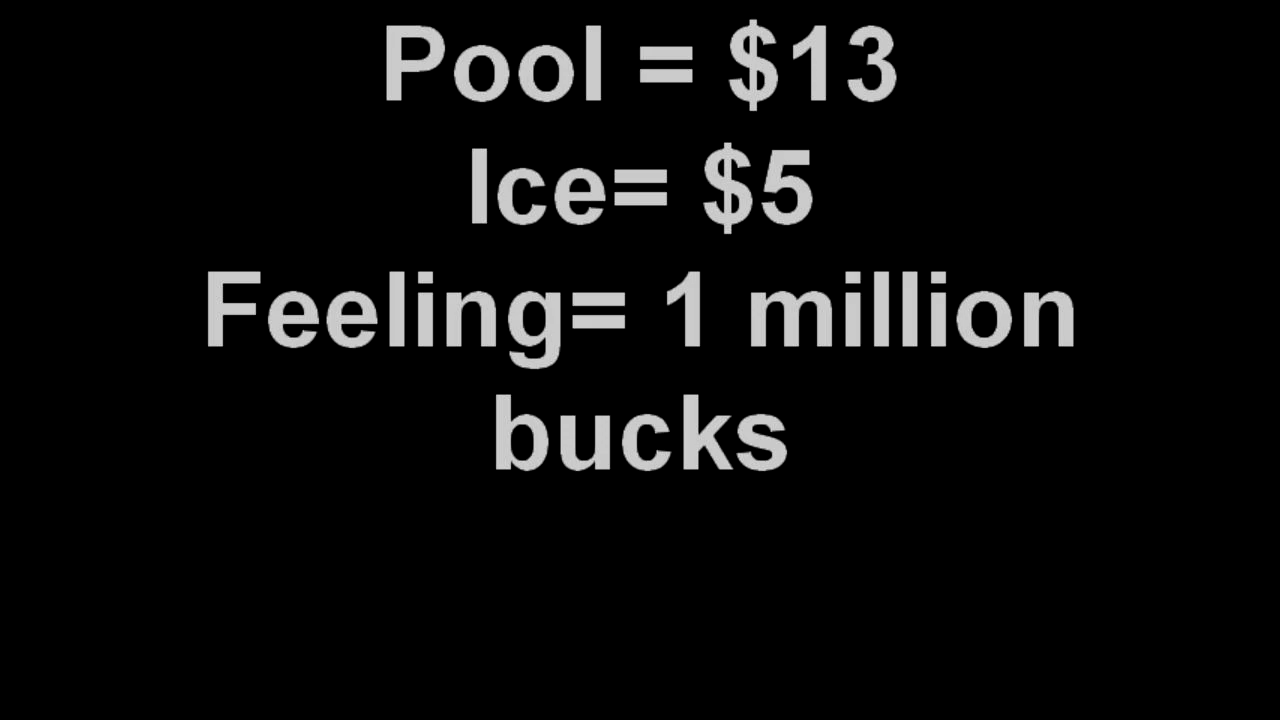 Pool = $13
Ice= $5
Feeling= 1 million
bucks